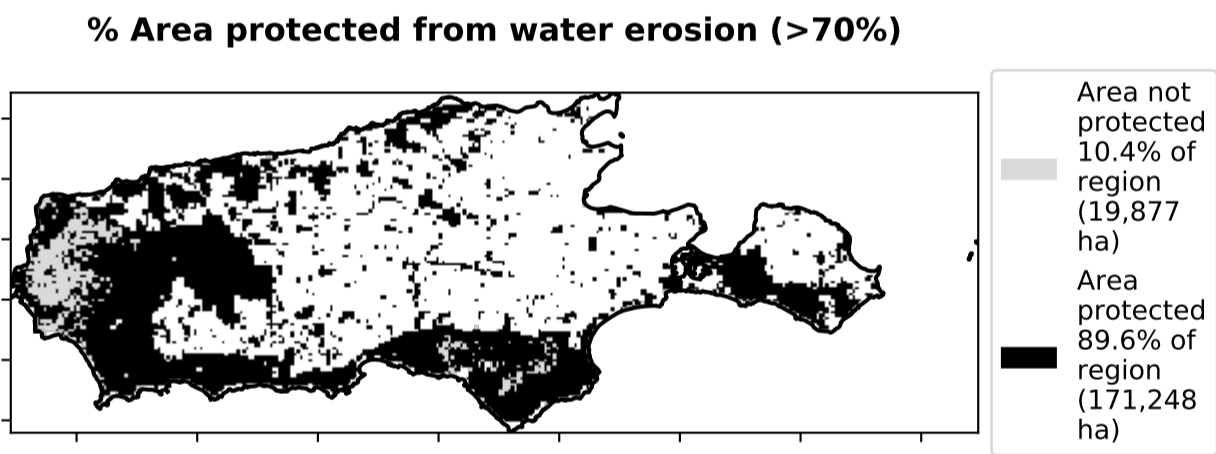 % Area protected from water erosion (>70%)
Area not
protected
10.4% of
region
(19,877
ha)
Area
protected
89.6% of
region
(171,248
ha)